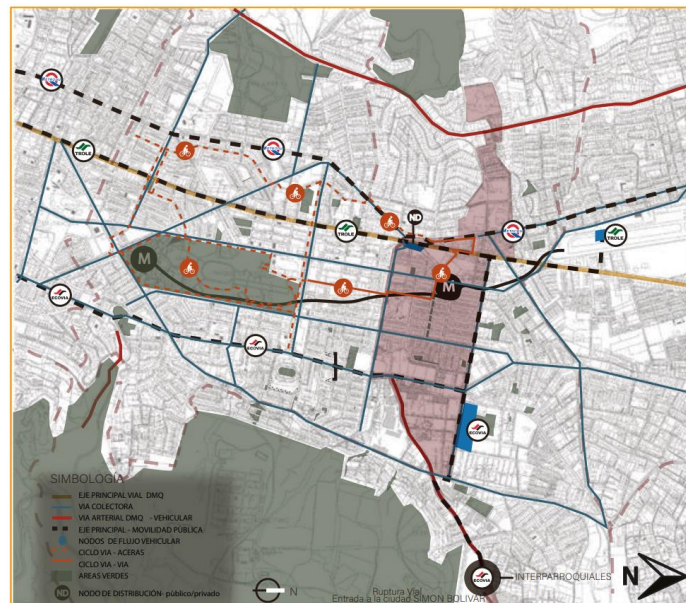 TROLE
ND
TROLE
TROLE
M
M
ECOVIA
ECOVIA
ECOVIA
SIMBOLOGIA
EJE PRINCIPAL VIAL DMQ
VIA COLECTORA
VIA ARTERIAL DMQ - VEHICULAR
EJE PRINCIPAL - MOVILIDAD PÚBLICA
NODOS DE FLUJO VEHICULAR
CICLO VIA - ACERAS
CICLO VIA - VIA
AREAS VERDES
ND NODO DE DISTRIBUCIÓN- público/privado
N
Ruptura Vial
Entrada a la ciudad SIMON BOLIVAR
ECOVIA INTERPARROQUIALES
N